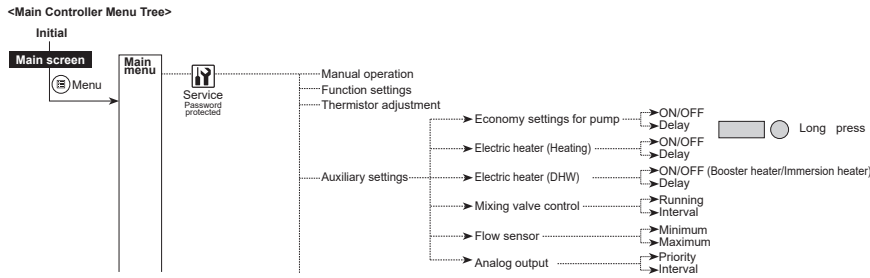 <Main Controller Menu Tree>
Initial
Main screen
Menu
Main
menu
Service
Password
protected
Manual operation
Function settings
Thermistor adjustment
Auxiliary settings
Economy settings for pump
ON/OFF
Delay
Long press
Electric heater (Heating)
ON/OFF
Delay
Electric heater (DHW)
ON/OFF (Booster heater/Immersion heater)
Delay
Mixing valve control
Running
Interval
Flow sensor
Minimum
Maximum
Analog output
Priority
Interval